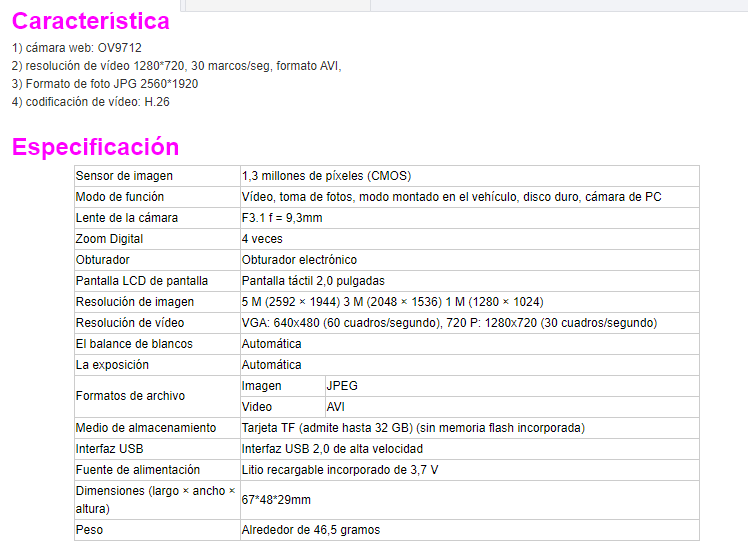 Característica
1) cámara web: OV9712
2) resolución de vídeo 1280*720, 30 marcos/seg, formato AVI,
3) Formato de foto JPG 2560*1920
4) codificación de vídeo: H.26
Especificación
Sensor de imagen 1,3 millones de píxeles (CMOS)
Modo de función Vídeo, toma de fotos, modo montado en el vehículo, disco duro, cámara de PC
Lente de la cámara F3.1 f = 9,3mm
Zoom Digital 4 veces
Obturador Obturador electrónico
Pantalla LCD de pantalla Pantalla táctil 2,0 pulgadas
Resolución de imagen 5 M (2592 × 1944) 3 M (2048 × 1536) 1 M (1280 × 1024)
Resolución de vídeo VGA: 640x480 (60 cuadros/segundo), 720 P: 1280x720 (30 cuadros/segundo)
El balance de blancos Automática
La exposición Automática
Formatos de archivo
Imagen JPEG
Video AVI
Medio de almacenamiento Tarjeta TF (admite hasta 32 GB) (sin memoria flash incorporada)
Interfaz USB Interfaz USB 2,0 de alta velocidad
Fuente de alimentación Litio recargable incorporado de 3,7 V
Dimensiones (largo × ancho ×
altura) 67*48*29mm
Peso Alrededor de 46,5 gramos